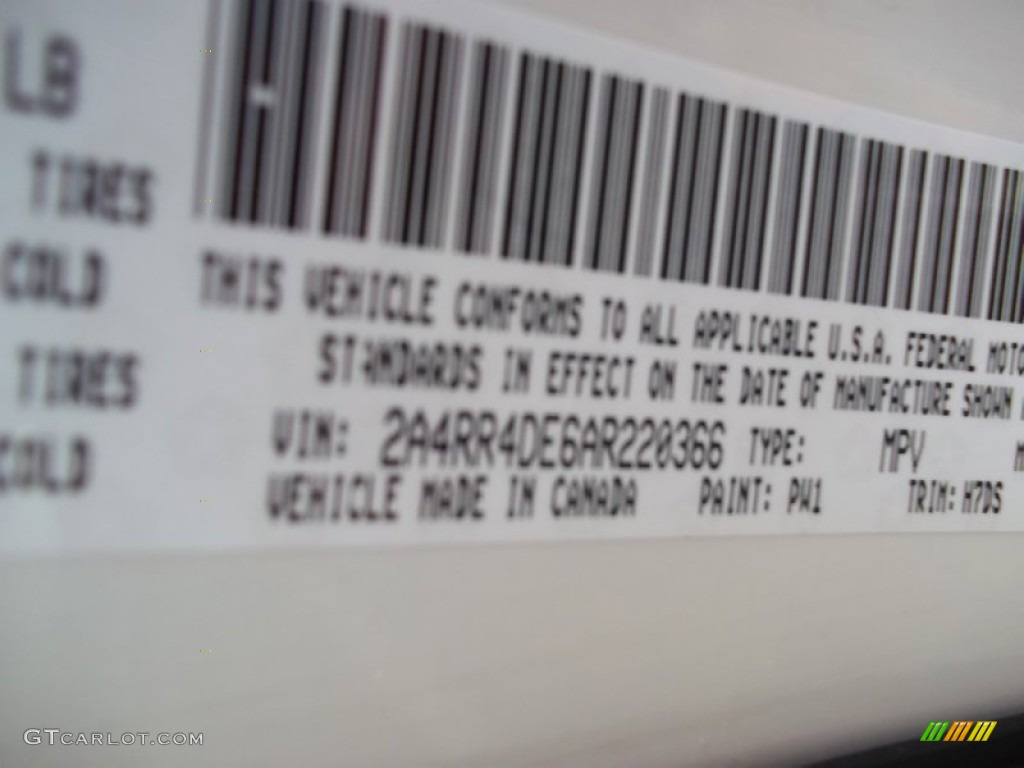 LB
TIRES
COLD
TIRES
COLD
THIS VEHICLE CONFORMS TO ALL APPLICABLE U.S.A. FEDERAL MOTO
STANDARDS IN EFFECT ON THE DATE OF MANUFACTURE SHOWN
VIN: 2A4RR4DE6AR220366 TYPE: MPV
VEHICLE MADE IN CANADA PAINT: PW1 TRIM: H7DS
GTCARLOT.COM